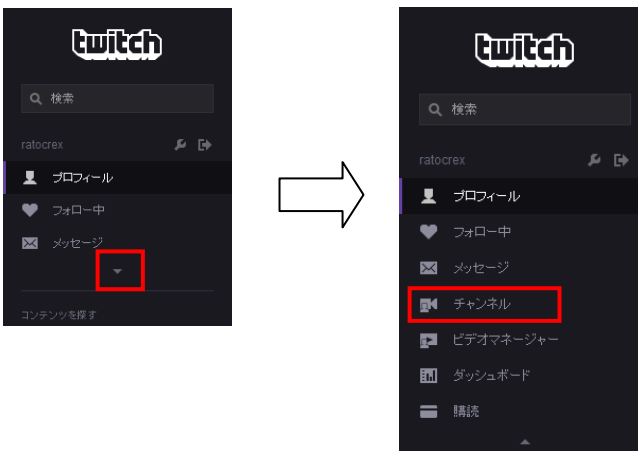 twitch
検索
ratocrex
プロフィール
フォロー中
メッセージ
コンテンツを探す
twitch
検索
ratocrex
プロフィール
フォロー中
メッセージ
チャンネル
ビデオマネージャー
ダッシュボード
購読